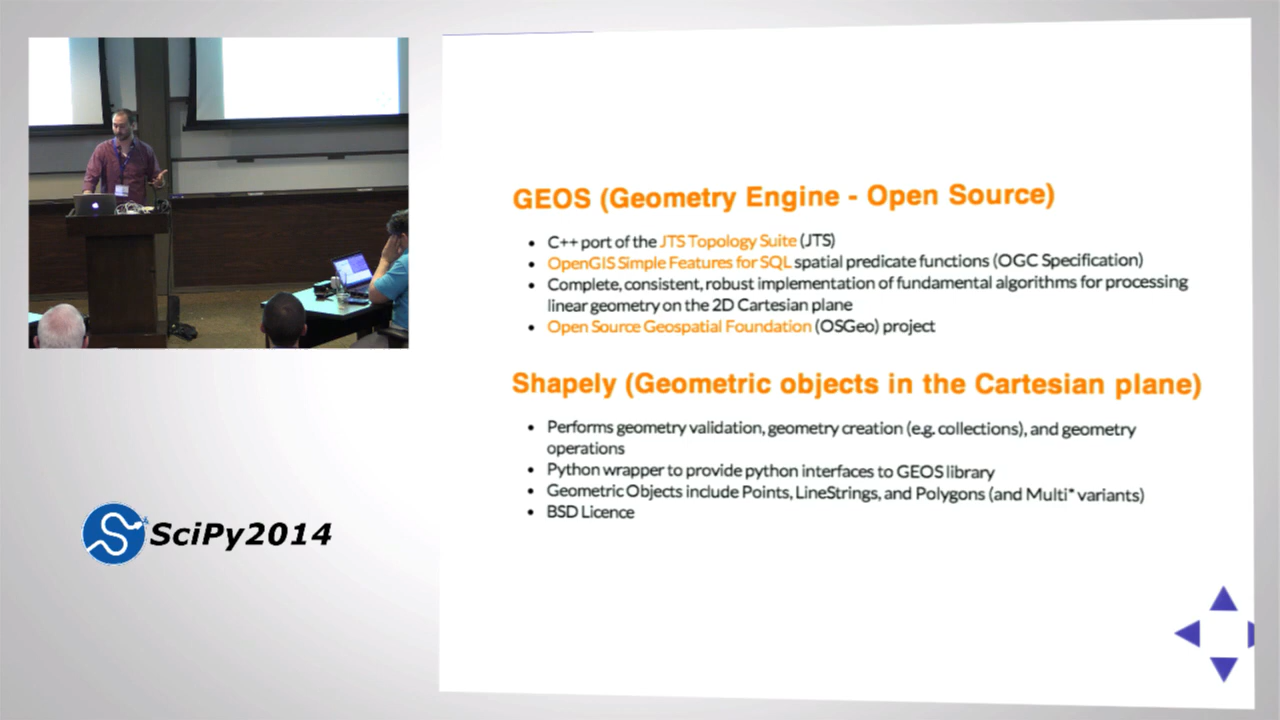 GEOS (Geometry Engine - Open Source)
C++ port of the JTS Topology Suite (JTS)
OpenGIS Simple Features for SQL spatial predicate functions (OGC Specification)
Complete, consistent, robust implementation of fundamental algorithms for processing
linear geometry on the 2D Cartesian plane
Open Source Geospatial Foundation (OSGeo) project
Shapely (Geometric objects in the Cartesian plane)
Performs geometry validation, geometry creation (e.g. collections), and geometry
operations
Python wrapper to provide python interfaces to GEOS library
Geometric Objects include Points, LineStrings, and Polygons (and Multi* variants)
BSD Licence
SciPy2014